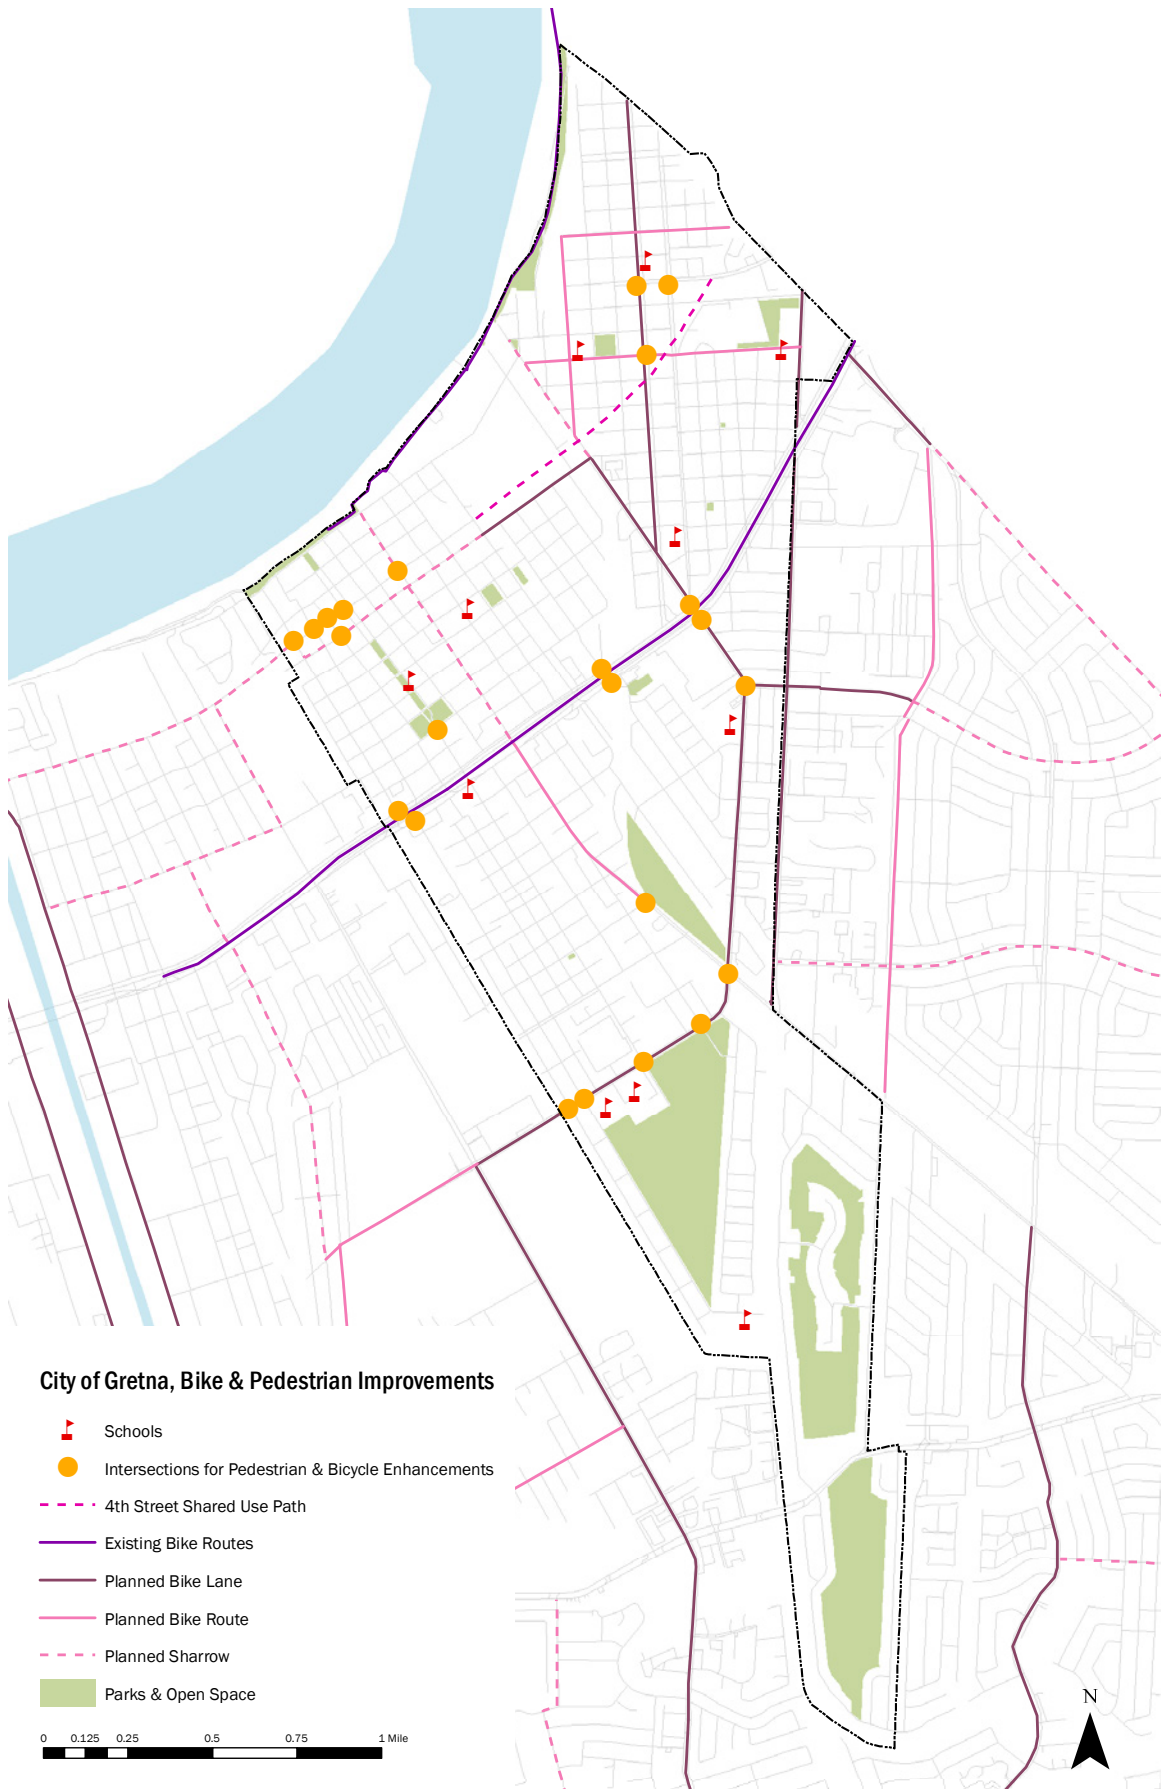 City of Gretna, Bike & Pedestrian Improvements
Schools
Intersections for Pedestrian & Bicycle Enhancements
4th Street Shared Use Path
Existing Bike Routes
Planned Bike Lane
Planned Bike Route
Planned Sharrow
Parks & Open Space
0 0.125 0.25 0.5 0.75 1 Mile
N